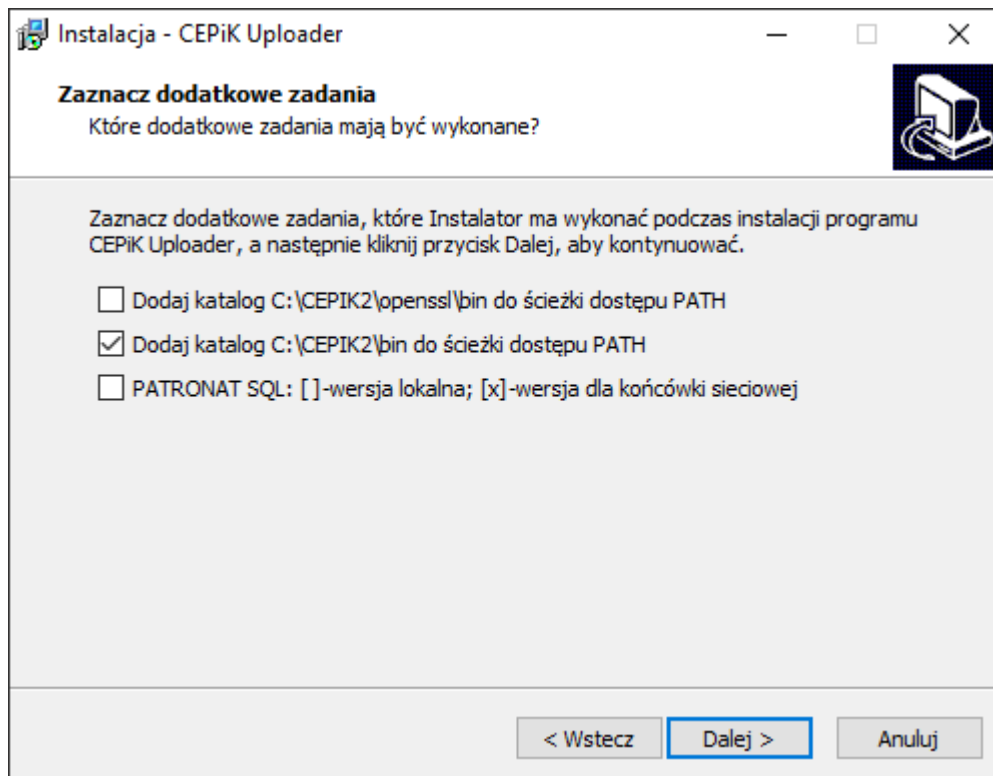 Instalacja - CEPiK Uploader
Zaznacz dodatkowe zadania
Które dodatkowe zadania mają być wykonane?
Zaznacz dodatkowe zadania, które Instalator ma wykonać podczas instalacji programu
CEPiK Uploader, a następnie kliknij przycisk Dalej, aby kontynuować.
Dodaj katalog C:\CEPIK2\openssl\bin do ścieżki dostępu PATH
Dodaj katalog C:\CEPIK2\bin do ścieżki dostępu PATH
PATRONAT SQL: [ ]-wersja lokalna; [x]-wersja dla końcówki sieciowej
< Wstecz
Dalej >
Anuluj